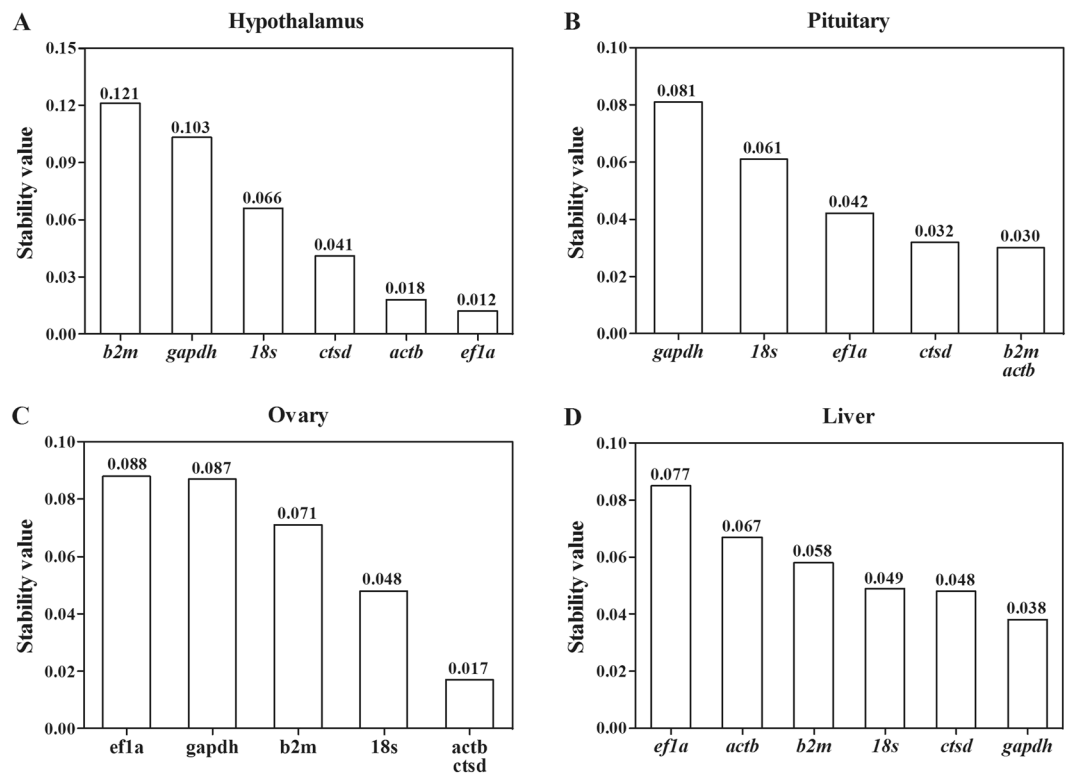 A
Hypothalamus
Stability value
0.15
0.12
0.09
0.06
0.03
0.00
0.121
0.103
0.066
0.041
0.018
0.012
b2m gapdh 18s ctsd actb ef1a
B
Pituitary
Stability value
0.10
0.08
0.06
0.04
0.02
0.00
0.081
0.061
0.042
0.032
0.030
gapdh 18s ef1a ctsd b2m
actb
C
Ovary
Stability value
0.10
0.08
0.06
0.04
0.02
0.00
0.088
0.087
0.071
0.048
0.017
ef1a gapdh b2m 18s actb
ctsd
D
Liver
Stability value
0.10
0.08
0.06
0.04
0.02
0.00
0.077
0.067
0.058
0.049
0.048
0.038
ef1a actb b2m 18s ctsd gapdh